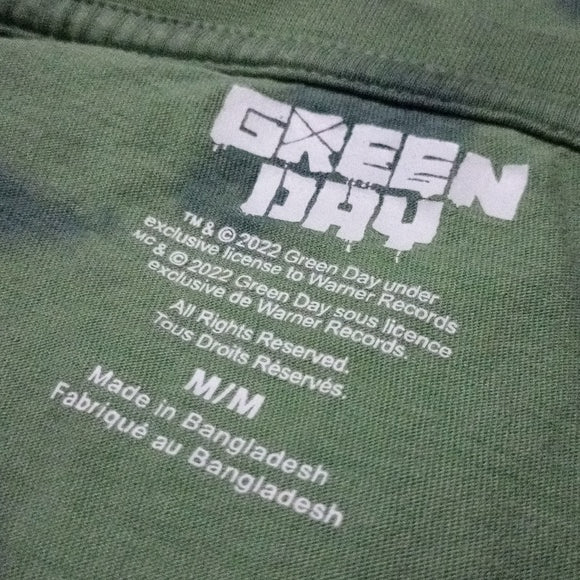 GREEN
DAY
TM & © 2022 Green Day under
exclusive license to Warner Records
MC & © 2022 Green Day sous licence
exclusive de Warner Records.
All Rights Reserved.
Tous Droits Réservés.
M/M
Made in Bangladesh
Fabriqué au Bangladesh